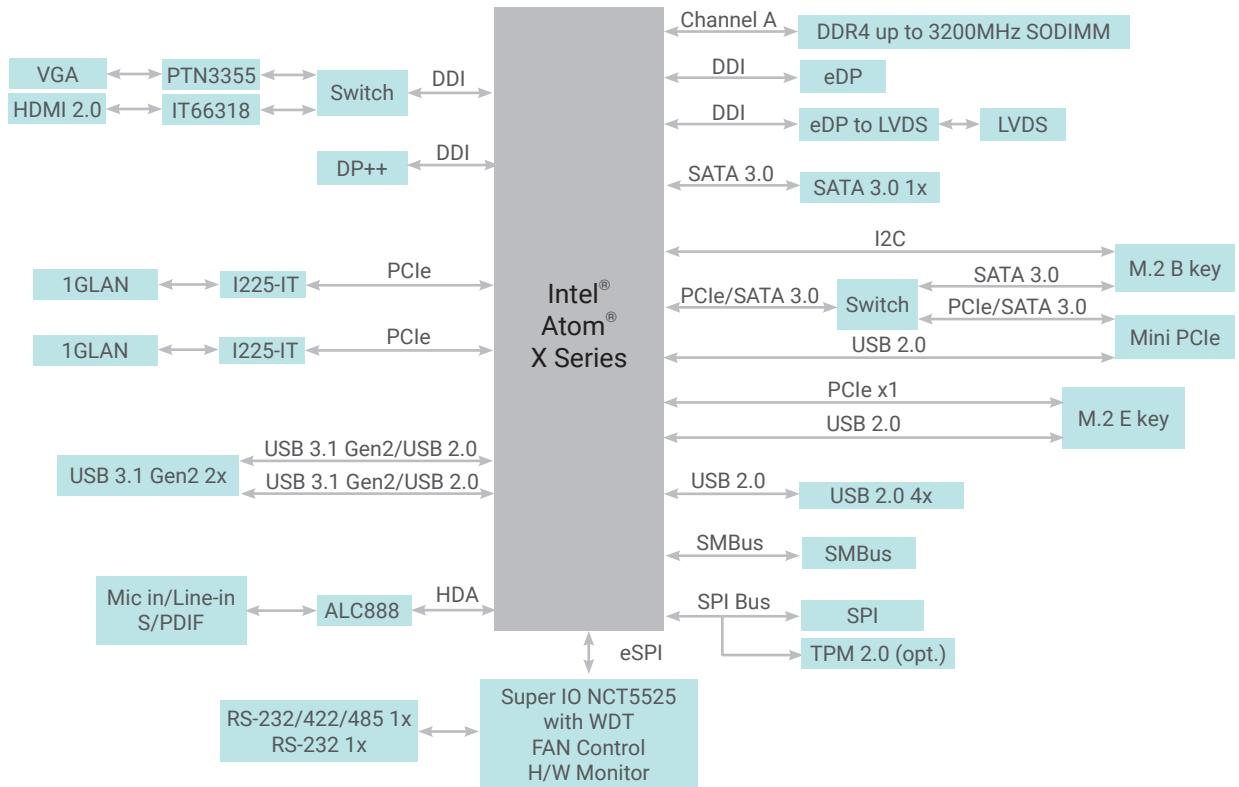 Channel A
DDR4 up to 3200MHz SODIMM
VGA
PTN3355
Switch
DDI
DDI
eDP
HDMI 2.0
IT66318
DDI
eDP to LVDS
LVDS
DP++
DDI
SATA 3.0
SATA 3.0 1x
I2C
M.2 B key
1GLAN
I225-IT
PCIe
Intel®
Atom®
X Series
PCIe/SATA 3.0
Switch
SATA 3.0
PCIe/SATA 3.0
1GLAN
I225-IT
PCIe
USB 2.0
Mini PCIe
PCIe x1
USB 2.0
M.2 E key
USB 3.1 Gen2 2x
USB 3.1 Gen2/USB 2.0
USB 3.1 Gen2/USB 2.0
USB 2.0
USB 2.0 4x
SMBus
SMBus
Mic in/Line-in
S/PDIF
ALC888
HDA
SPI Bus
SPI
TPM 2.0 (opt.)
eSPI
RS-232/422/485 1x
RS-232 1x
Super IO NCT5525
with WDT
FAN Control
H/W Monitor